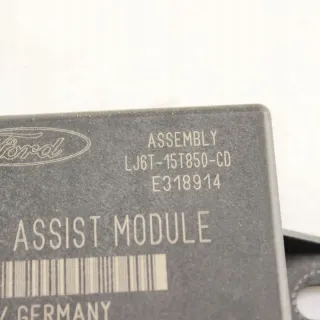 Ford
ASSEMBLY
LJ6T-15T850-CD
E318914
ASSIST MODULE
/ GERMANY